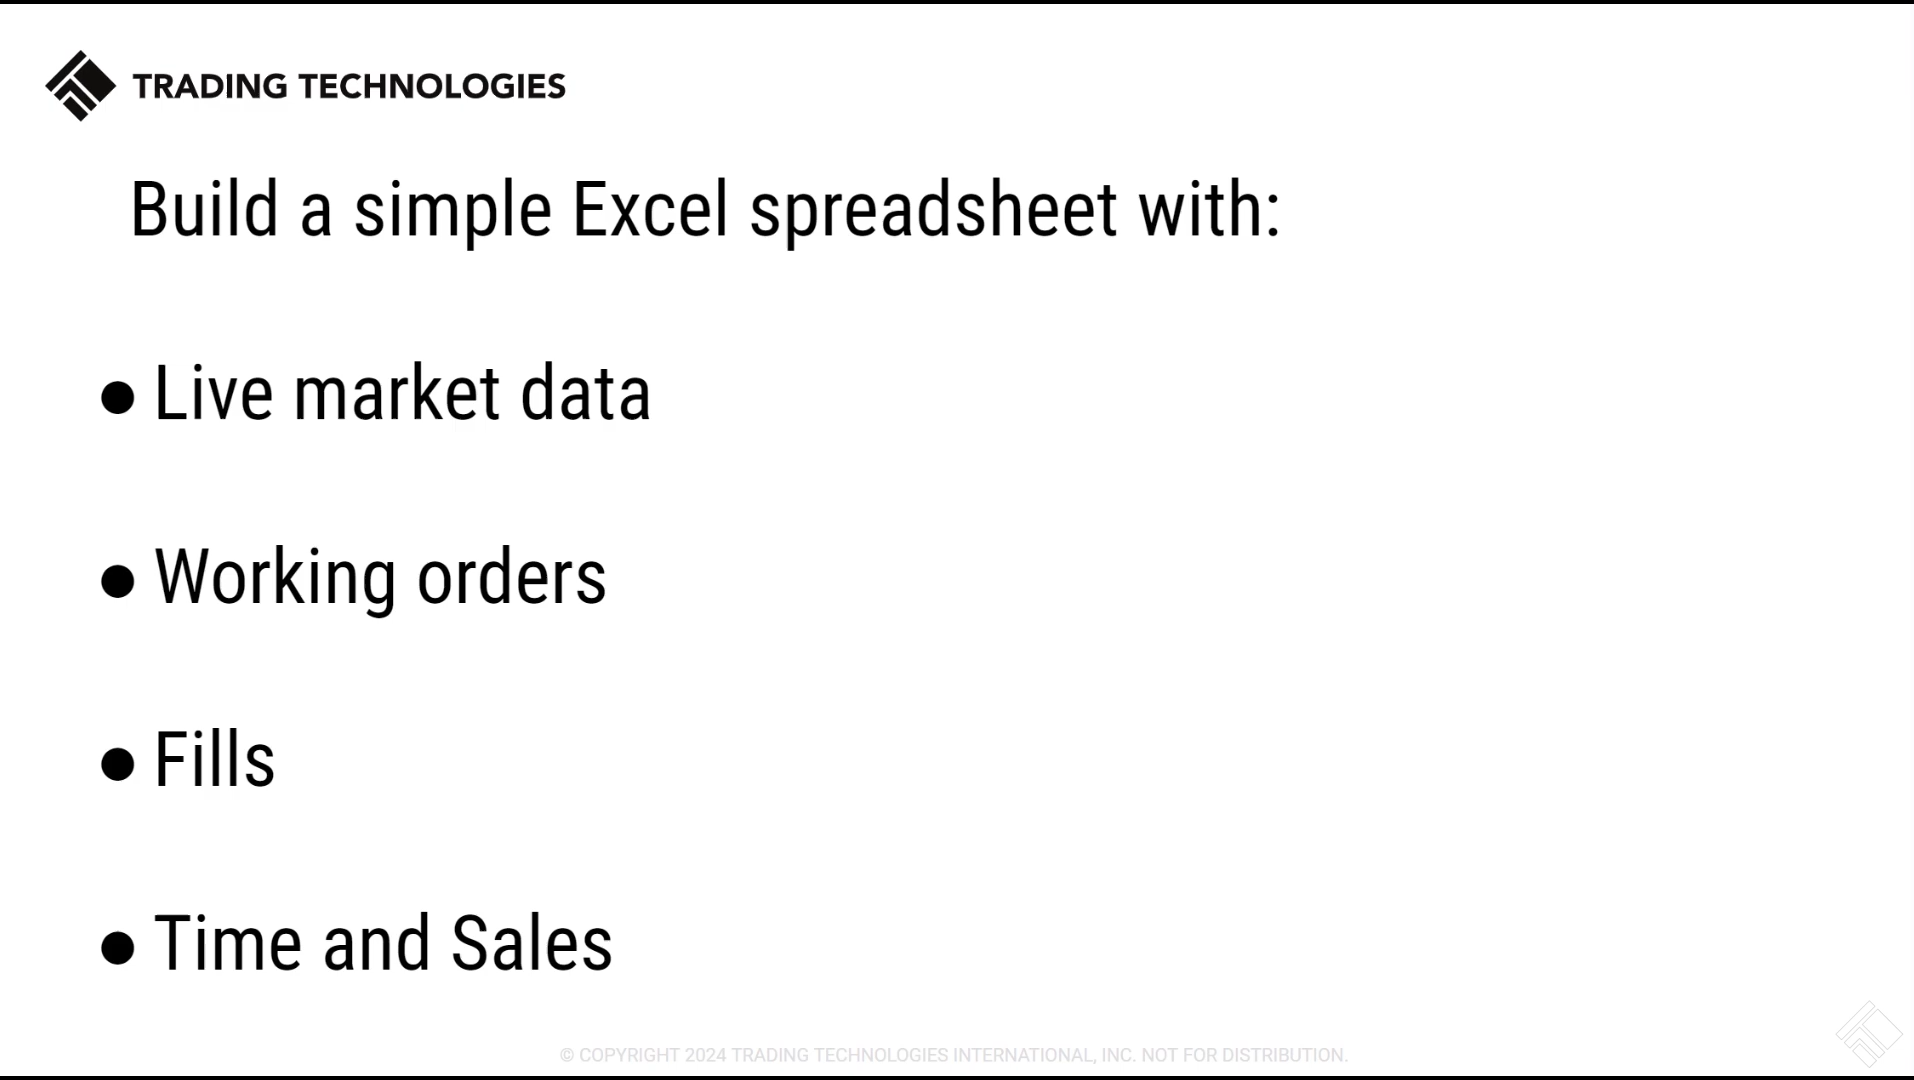 TRADING TECHNOLOGIES
Build a simple Excel spreadsheet with:
● Live market data
● Working orders
● Fills
● Time and Sales
© COPYRIGHT 2024 TRADING TECHNOLOGIES INTERNATIONAL, INC. NOT FOR DISTRIBUTION.